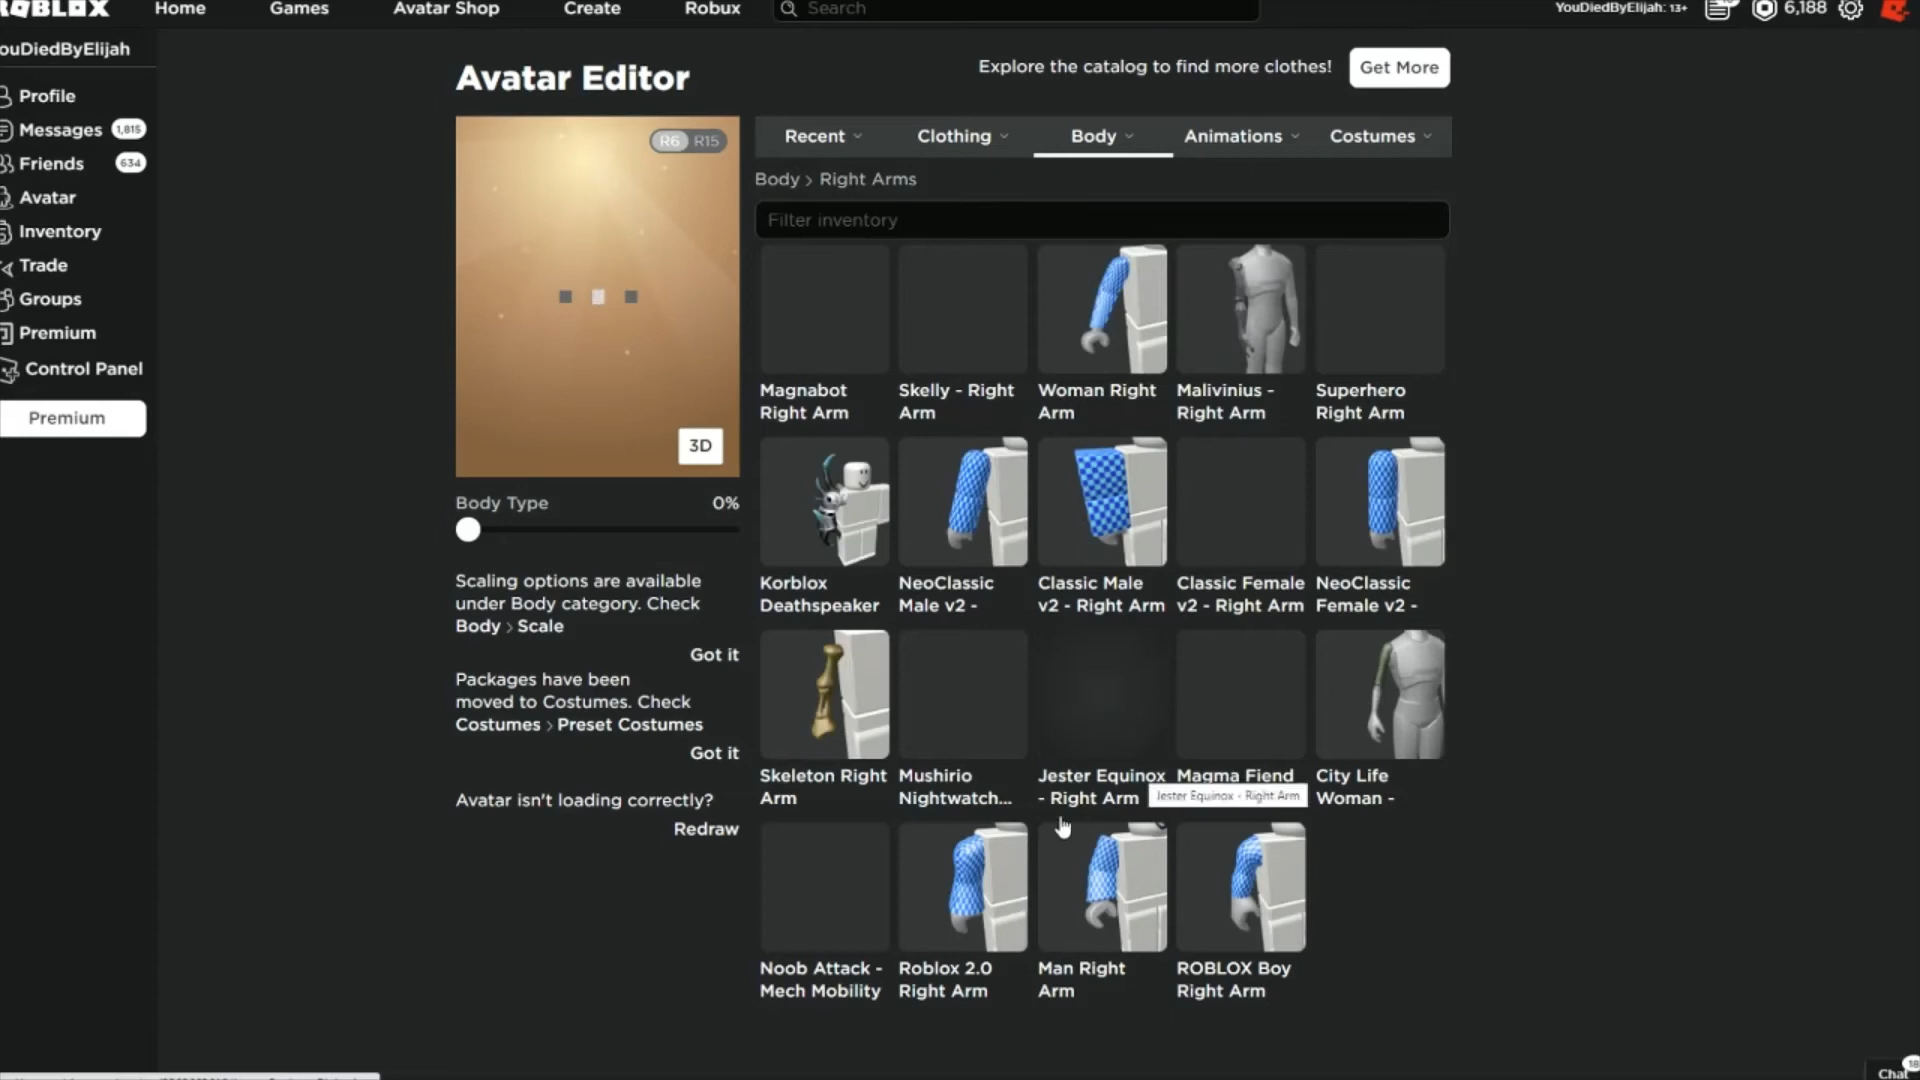 ROBLOX
Home
Games
Avatar Shop
Create
Robux
Search
YouDiedByElijah: 13+
6,188
ouDiedByElijah
Profile
Messages 1,815
Friends 634
Avatar
Inventory
Trade
Groups
Premium
Control Panel
Premium
Avatar Editor
Explore the catalog to find more clothes!
Get More
R6 R15
3D
Body Type 0%
Scaling options are available
under Body category. Check
Body > Scale
Got it
Packages have been
moved to Costumes. Check
Costumes > Preset Costumes
Got it
Avatar isn't loading correctly?
Redraw
Recent
Clothing
Body
Animations
Costumes
Body > Right Arms
Filter inventory
Magnabot
Right Arm
Skelly - Right
Arm
Woman Right
Arm
Malivinius -
Right Arm
Superhero
Right Arm
Korblox
Deathspeaker
NeoClassic
Male v2 -
Classic Male
v2 - Right Arm
Classic Female
v2 - Right Arm
NeoClassic
Female v2 -
Skeleton Right
Arm
Mushirio
Nightwatch...
Jester Equinox
- Right Arm
Magma Fiend
Jester Equinox - Right Arm
City Life
Woman -
Noob Attack -
Mech Mobility
Roblox 2.0
Right Arm
Man Right
Arm
ROBLOX Boy
Right Arm
Chat